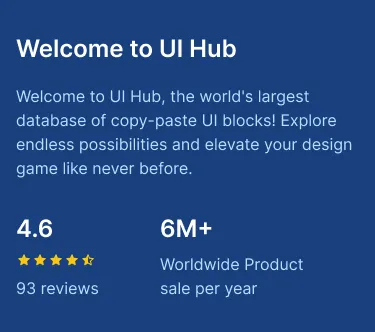 Welcome to UI Hub
Welcome to UI Hub, the world's largest
database of copy-paste UI blocks! Explore
endless possibilities and elevate your design
game like never before.
4.6
93 reviews
6M+
Worldwide Product
sale per year